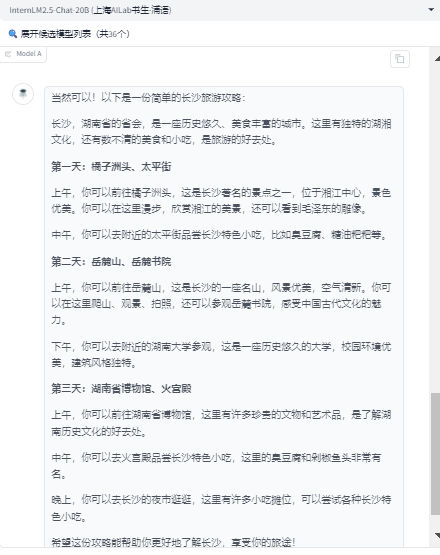 InternLM2.5-Chat-20B (上海AILab书生·浦语)
展开候选模型列表（共36个）
Model A
当然可以！以下是一份简单的长沙旅游攻略：
长沙，湖南省的省会，是一座历史悠久、美食丰富的城市。这里有独特的湖湘
文化，还有数不清的美食和小吃，是旅游的好去处。
第一天：橘子洲头、太平街
上午，你可以前往橘子洲头，这是长沙著名的景点之一，位于湘江中心，景色
优美。你可以在这里漫步，欣赏湘江的美景，还可以看到毛泽东的雕像。
中午，你可以去附近的太平街品尝长沙特色小吃，比如臭豆腐、糖油粑粑等。
第二天：岳麓山、岳麓书院
上午，你可以前往岳麓山，这是长沙的一座名山，风景优美，空气清新。你可
以在这里爬山、观景、拍照，还可以参观岳麓书院，感受中国古代文化的魅
力。
下午，你可以去附近的湖南大学参观，这是一座历史悠久的大学，校园环境优
美，建筑风格独特。
第三天：湖南省博物馆、火宫殿
上午，你可以前往湖南省博物馆，这里有许多珍贵的文物和艺术品，是了解湖
南历史文化的好去处。
中午，你可以去火宫殿品尝长沙特色小吃，这里的臭豆腐和剁椒鱼头非常有
名。
晚上，你可以去长沙的夜市逛逛，这里有许多小吃摊位，可以尝试各种长沙特
色小吃。
希望这份攻略能帮助你更好地了解长沙，享受你的旅途！